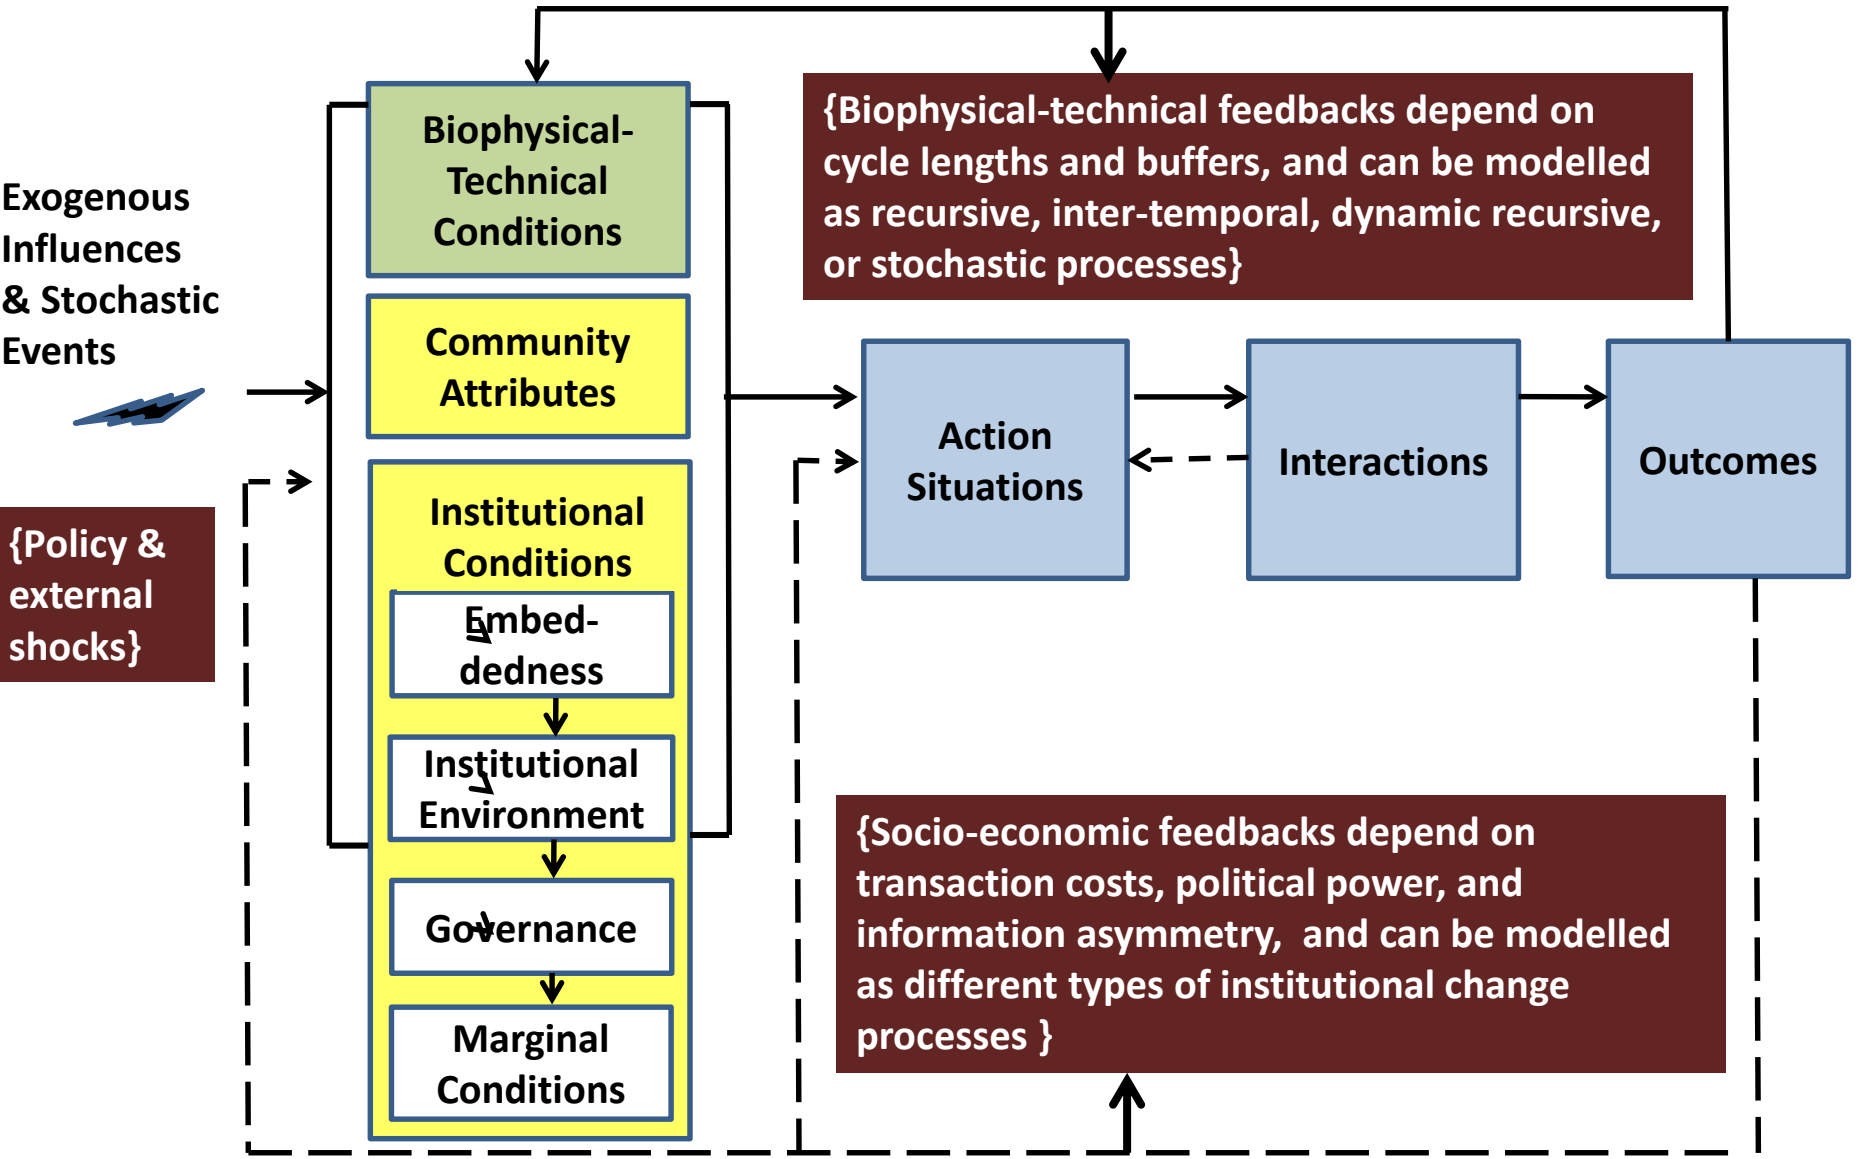 Exogenous
Influences
& Stochastic
Events
{Policy &
external
shocks}
Biophysical-
Technical
Conditions
Community
Attributes
Institutional
Conditions
Embed-
dedness
Institutional
Environment
Governance
Marginal
Conditions
{Biophysical-technical feedbacks depend on
cycle lengths and buffers, and can be modelled
as recursive, inter-temporal, dynamic recursive,
or stochastic processes}
Action
Situations
Interactions
Outcomes
{Socio-economic feedbacks depend on
transaction costs, political power, and
information asymmetry,  and can be modelled
as different types of institutional change
processes }